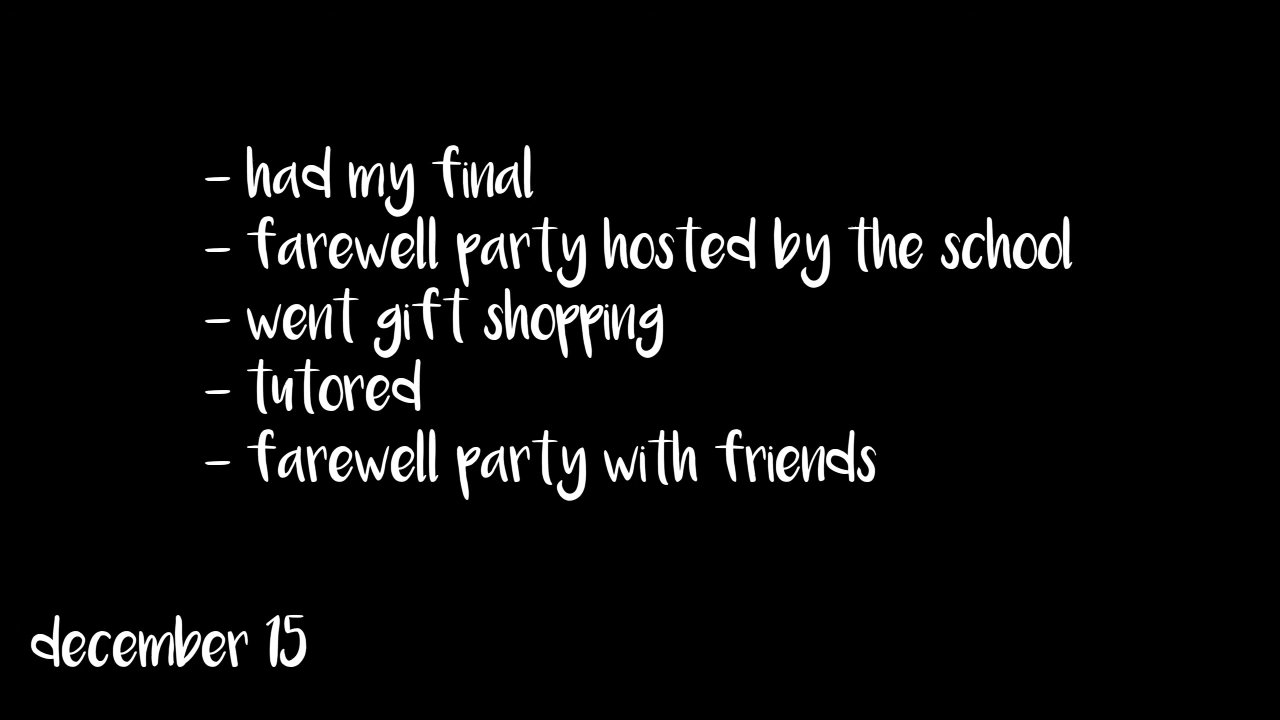 - had my final
- farewell party hosted by the school
- went gift shopping
- tutored
- farewell party with friends
december 15